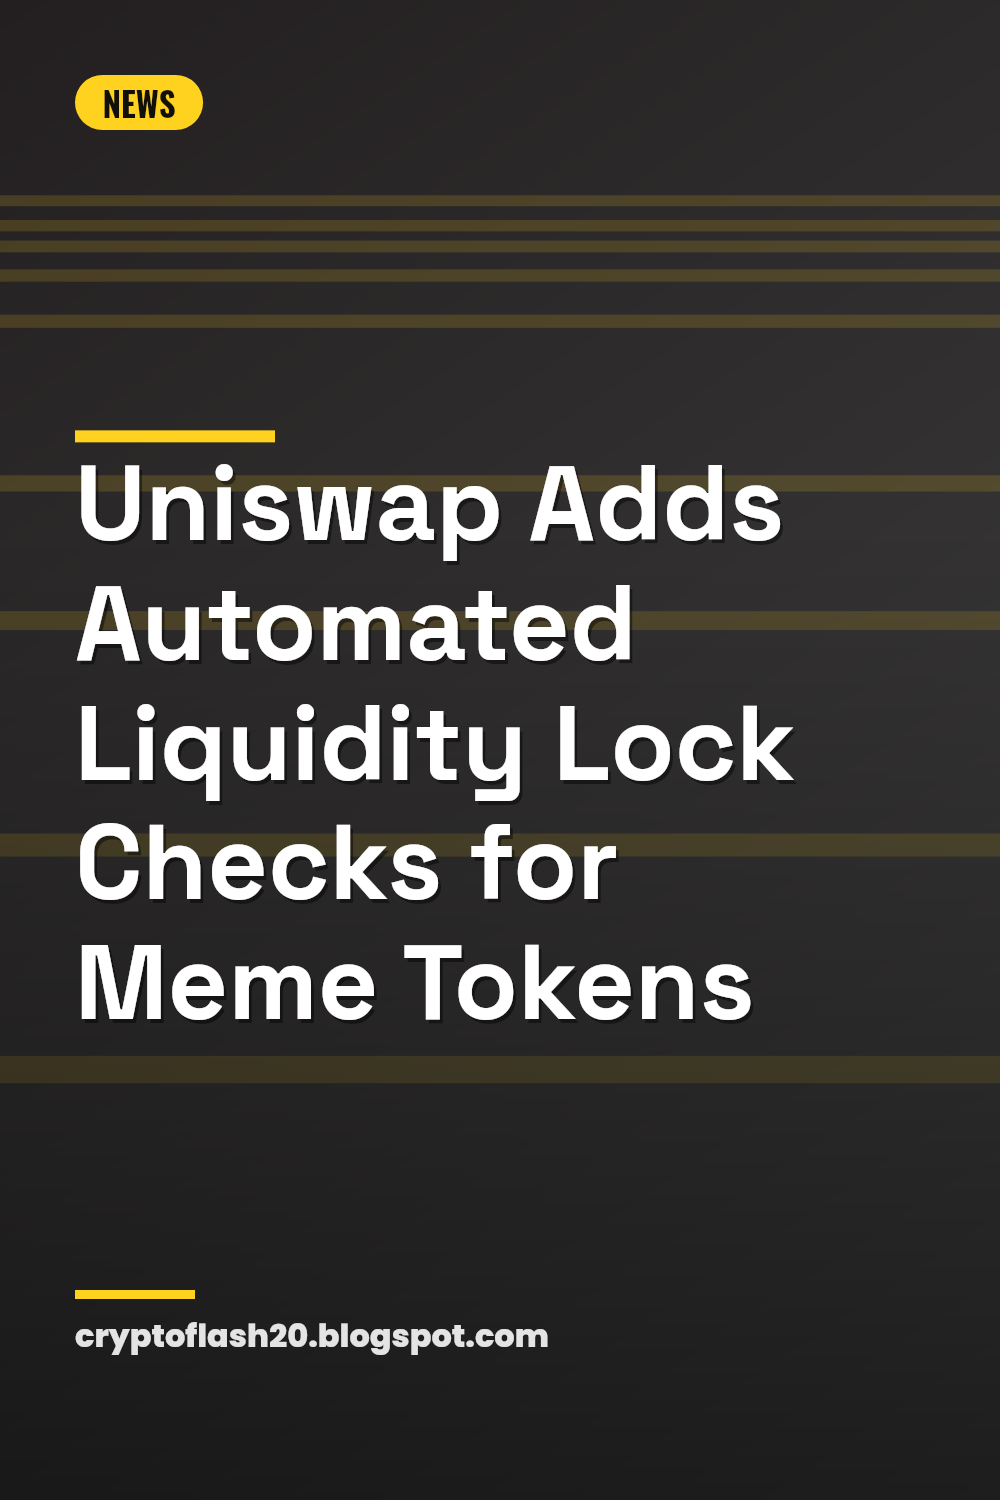 NEWS
Uniswap Adds
Automated
Liquidity Lock
Checks for
Meme Tokens
cryptoflash20.blogspot.com